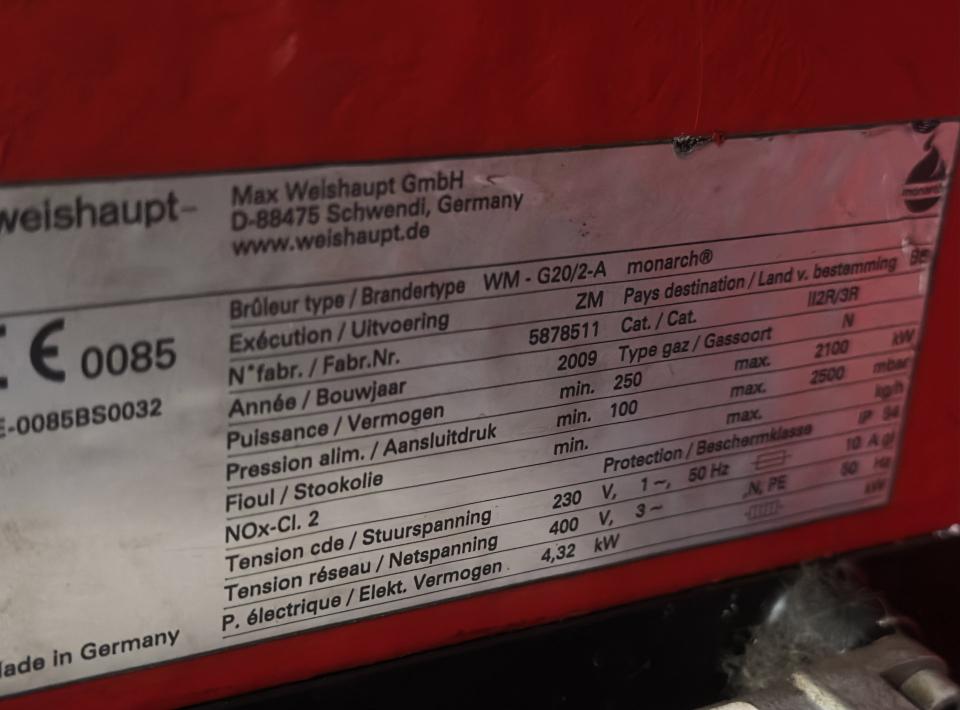 weishaupt
Max Weishaupt GmbH
D-88475 Schwendi, Germany
www.weishaupt.de
monarch
CE 0085
E-0085BS0032
Brûleur type / Brandertype WM - G20/2-A monarch®
Exécution / Uitvoering ZM Pays destination / Land v. bestemming BE
N°fabr. / Fabr.Nr. 5878511 Cat. / Cat. II2R/3R
Année / Bouwjaar 2009 Type gaz / Gassoort N
Puissance / Vermogen min. 250 max. 2100 kW
Pression alim. / Aansluitdruk min. 100 max. 2500 mbar
Fioul / Stookolie min. max. kg/h
NOx-Cl. 2 Protection / Beschermklasse IP 54
Tension cde / Stuurspanning 230 V, 1 ~, 50 Hz 10 A gl
Tension réseau / Netspanning 400 V, 3 ~ ,N, PE 50 Hz
P. électrique / Elekt. Vermogen 4,32 kW kW
Made in Germany